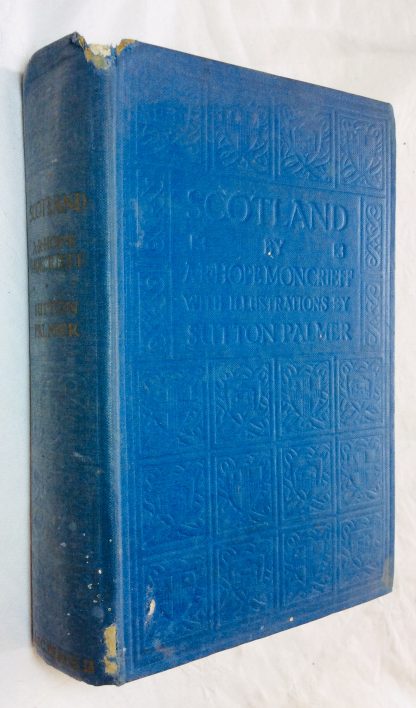 SCOTLAND
BY
A.R. HOPE MONCRIEFF
WITH ILLUSTRATIONS BY
SUTTON PALMER
SCOTLAND
A.R. HOPE
MONCRIEFF
SUTTON
PALMER